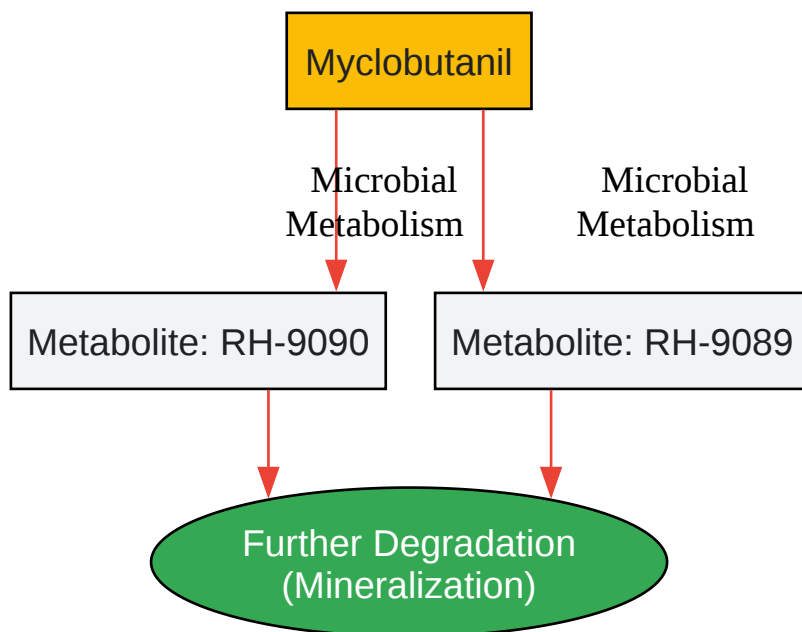 Myclobutanil
Microbial
Metabolism
Microbial
Metabolism
Metabolite: RH-9090
Metabolite: RH-9089
Further Degradation
(Mineralization)